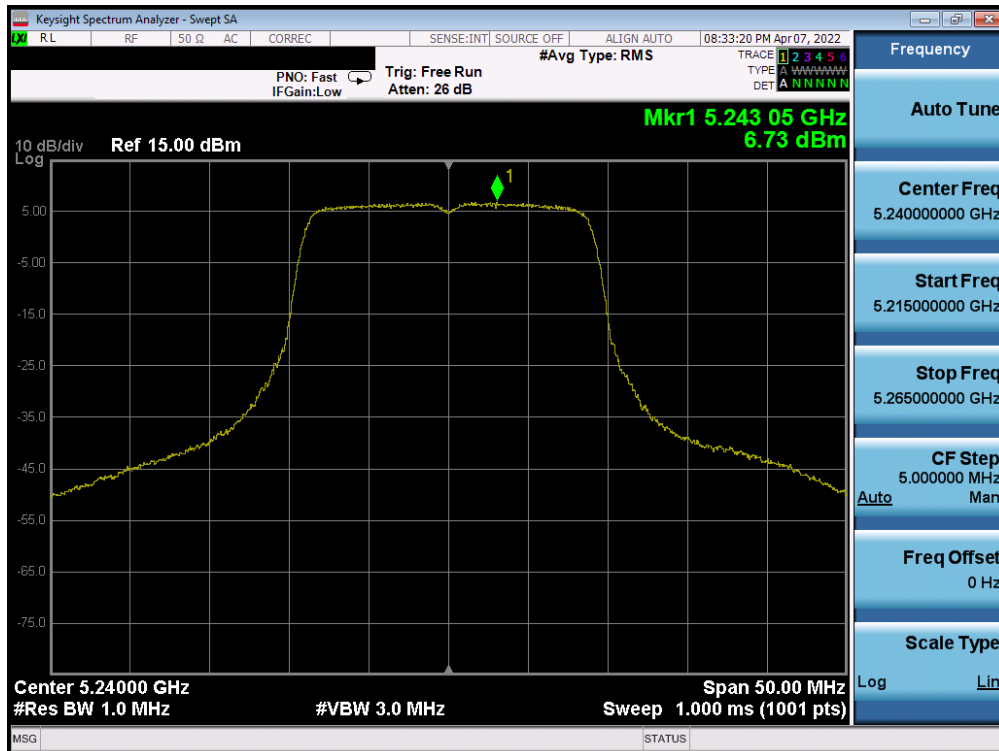 Keysight Spectrum Analyzer - Swept SA
LXI RL RF 50 Ω AC CORREC SENSE:INT SOURCE OFF ALIGN AUTO 08:33:20 PM Apr 07, 2022
#Avg Type: RMS
TRACE 1 2 3 4 5 6
PNO: Fast Trig: Free Run TYPE A WWWWW
IFGain:Low Atten: 26 dB DET A N N N N N
Mkr1 5.243 05 GHz
6.73 dBm
10 dB/div Ref 15.00 dBm
Log
1
5.00
-5.00
-15.0
-25.0
-35.0
-45.0
-55.0
-65.0
-75.0
Center 5.24000 GHz Span 50.00 MHz
#Res BW 1.0 MHz #VBW 3.0 MHz Sweep 1.000 ms (1001 pts)
MSG STATUS
Frequency
Auto Tune
Center Freq
5.240000000 GHz
Start Freq
5.215000000 GHz
Stop Freq
5.265000000 GHz
CF Step
5.000000 MHz
Auto Man
Freq Offset
0 Hz
Scale Type
Log Lin